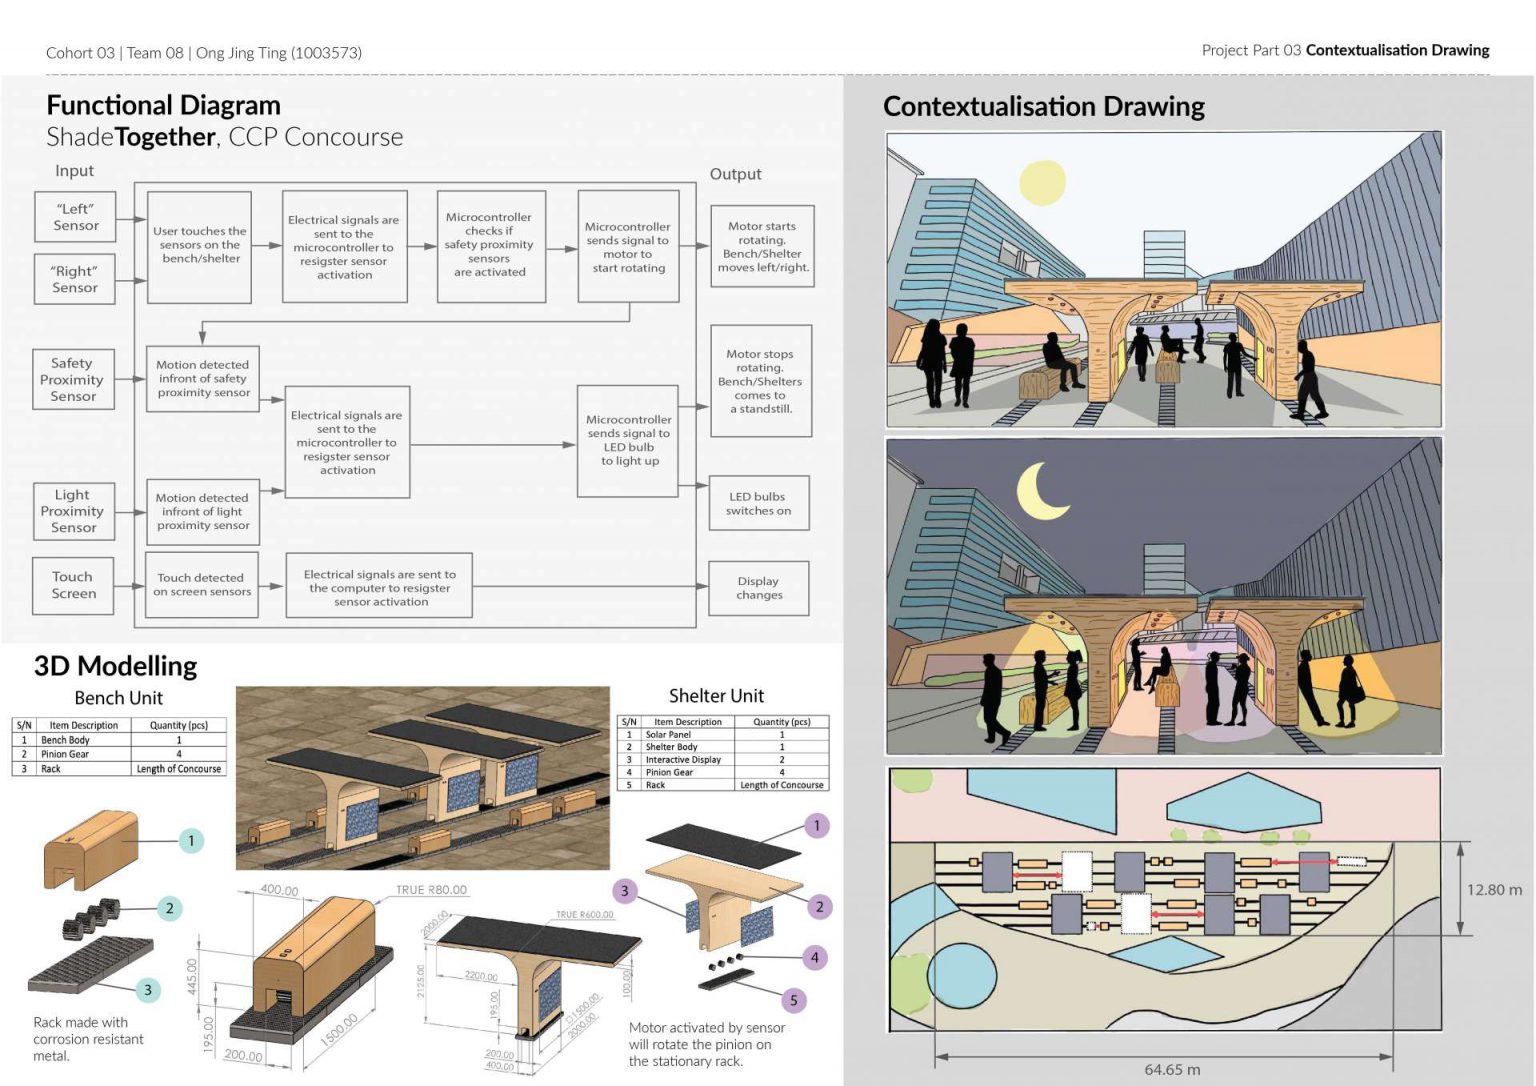 Cohort 03 | Team 08 | Ong Jing Ting (1003573)
Project Part 03 Contextualisation Drawing
Functional Diagram
ShadeTogether, CCP Concourse
Input
Output
"Left"
Sensor
"Right"
Sensor
User touches the
sensors on the
bench/shelter
Electrical signals are
sent to the
microcontroller to
resigster sensor
activation
Microcontroller
checks if
safety proximity
sensors
are activated
Microcontroller
sends signal to
motor to
start rotating
Motor starts
rotating.
Bench/Shelter
moves left/right.
Safety
Proximity
Sensor
Motion detected
infront of safety
proximity sensor
Electrical signals are
sent to the
microcontroller to
resigster sensor
activation
Microcontroller
sends signal to
LED bulb
to light up
Motor stops
rotating.
Bench/Shelters
comes to
a standstill.
Light
Proximity
Sensor
Motion detected
infront of light
proximity sensor
LED bulbs
switches on
Touch
Screen
Touch detected
on screen sensors
Electrical signals are sent to
the computer to resigster
sensor activation
Display
changes
3D Modelling
Bench Unit
S/N Item Description Quantity (pcs)
1 Bench Body 1
2 Pinion Gear 4
3 Rack Length of Concourse
1
2
3
Rack made with
corrosion resistant
metal.
400.00
TRUE R80.00
445.00
195.00
200.00
1500.00
Shelter Unit
S/N Item Description Quantity (pcs)
1 Solar Panel 1
2 Shelter Body 1
3 Interactive Display 2
4 Pinion Gear 4
5 Rack Length of Concourse
1
3
2
4
5
TRUE R600.00
2200.00
2125.00
195.00
100.00
□1500.00
2000.00
200.00
400.00
Motor activated by sensor
will rotate the pinion on
the stationary rack.
Contextualisation Drawing
12.80 m
64.65 m